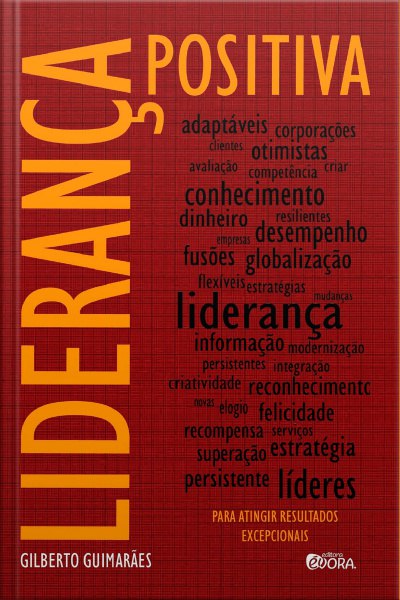 LIDERANÇA
POSITIVA
adaptáveis corporações
clientes otimistas
avaliação competência criar
conhecimento
dinheiro resilientes
empresas desempenho
fusões globalização
flexíveis estratégias
mudanças
liderança
informação modernização
persistentes integração
criatividade reconhecimento
novas elogio felicidade
recompensa serviços
superação estratégia
persistente líderes
PARA ATINGIR RESULTADOS
EXCEPCIONAIS
GILBERTO GUIMARÃES
editora
évORA.